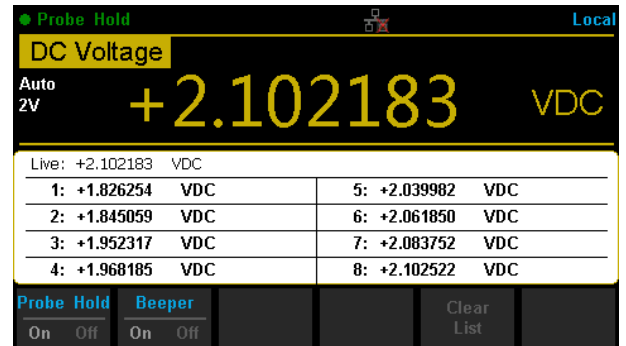 Probe Hold Local
DC Voltage
Auto
2V
+2.102183 VDC
Live: +2.102183 VDC
1: +1.826254 VDC 5: +2.039982 VDC
2: +1.845059 VDC 6: +2.061850 VDC
3: +1.952317 VDC 7: +2.083752 VDC
4: +1.968185 VDC 8: +2.102522 VDC
Probe Hold Beeper Clear
On Off On Off List